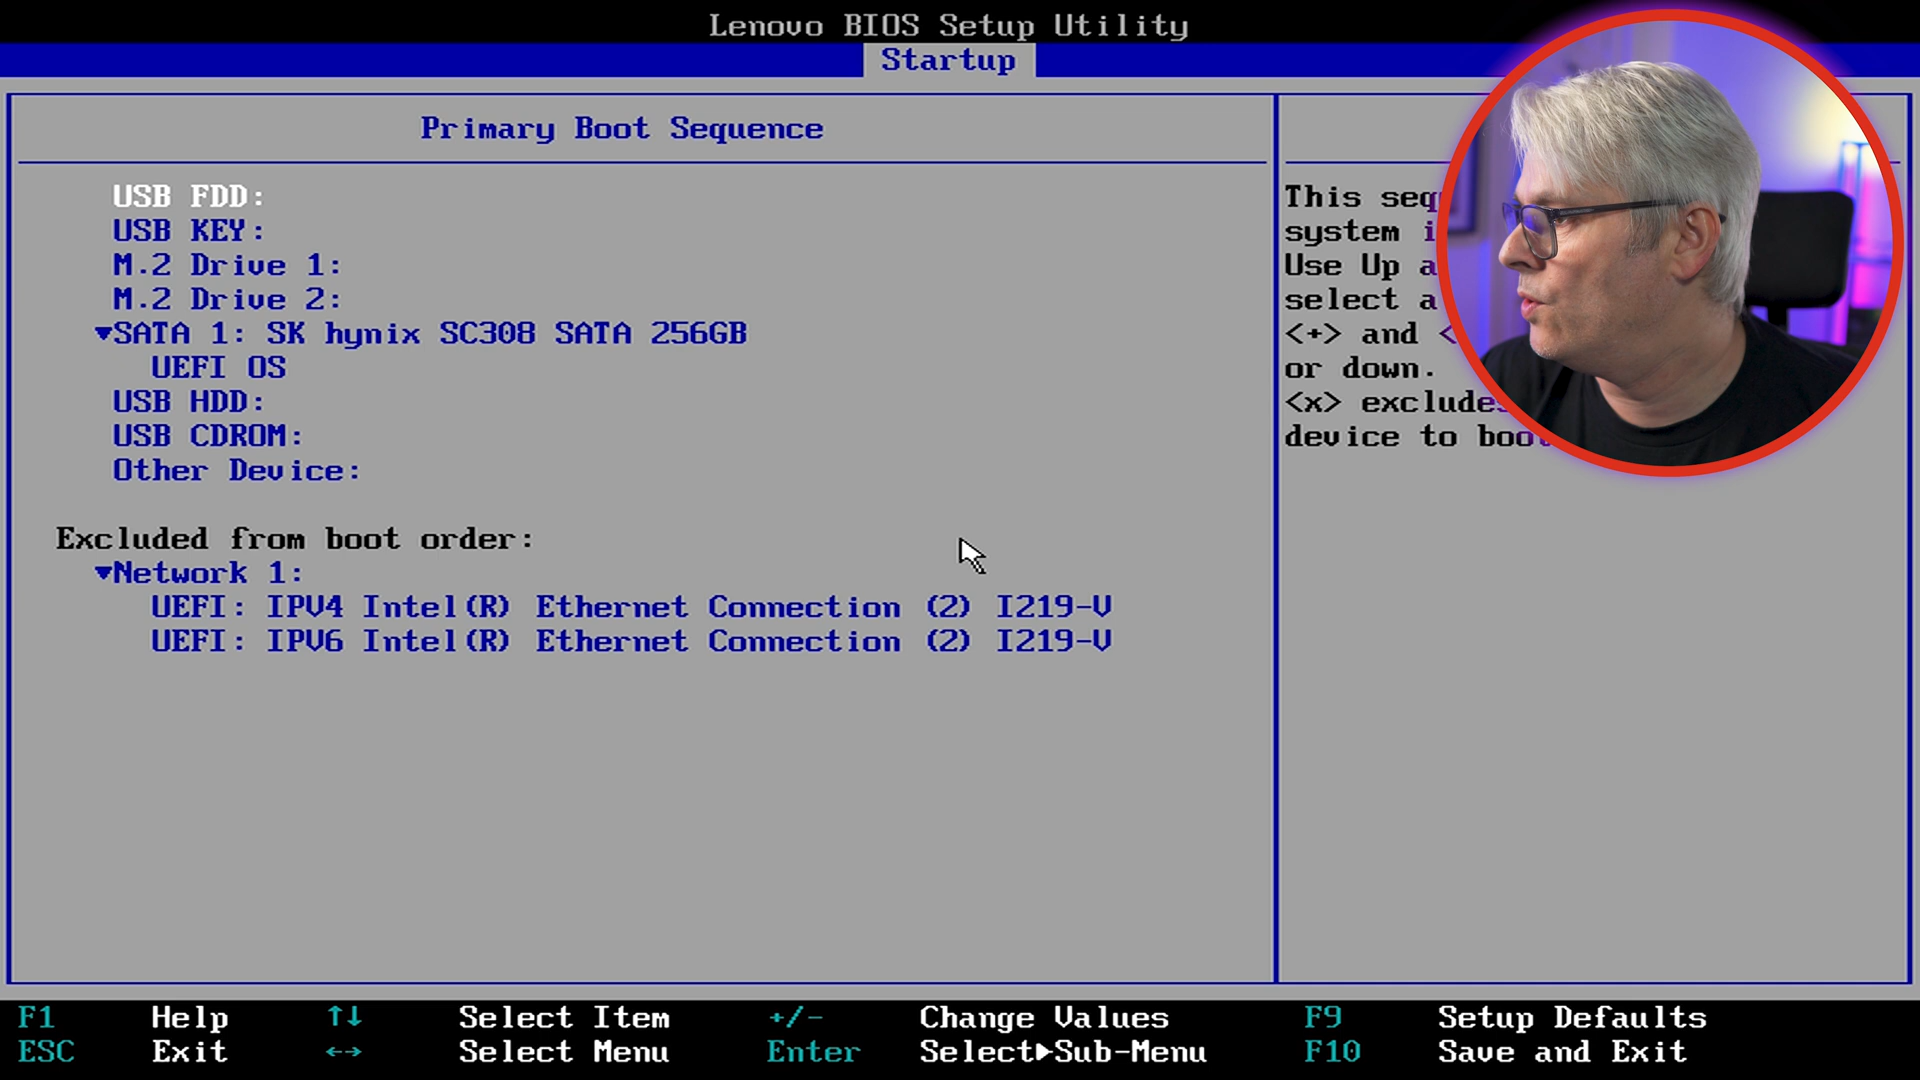 Lenovo BIOS Setup Utility
Startup
Primary Boot Sequence
USB FDD:
USB KEY:
M.2 Drive 1:
M.2 Drive 2:
▼SATA 1: SK hynix SC308 SATA 256GB
UEFI OS
USB HDD:
USB CDROM:
Other Device:
Excluded from boot order:
▼Network 1:
UEFI: IPV4 Intel(R) Ethernet Connection (2) I219-V
UEFI: IPV6 Intel(R) Ethernet Connection (2) I219-V
This
system
Use Up
select
<+> and
or down.
<x>
device to
F1 Help ↑↓ Select Item +/- Change Values F9 Setup Defaults
ESC Exit ←→ Select Menu Enter Select▶Sub-Menu F10 Save and Exit